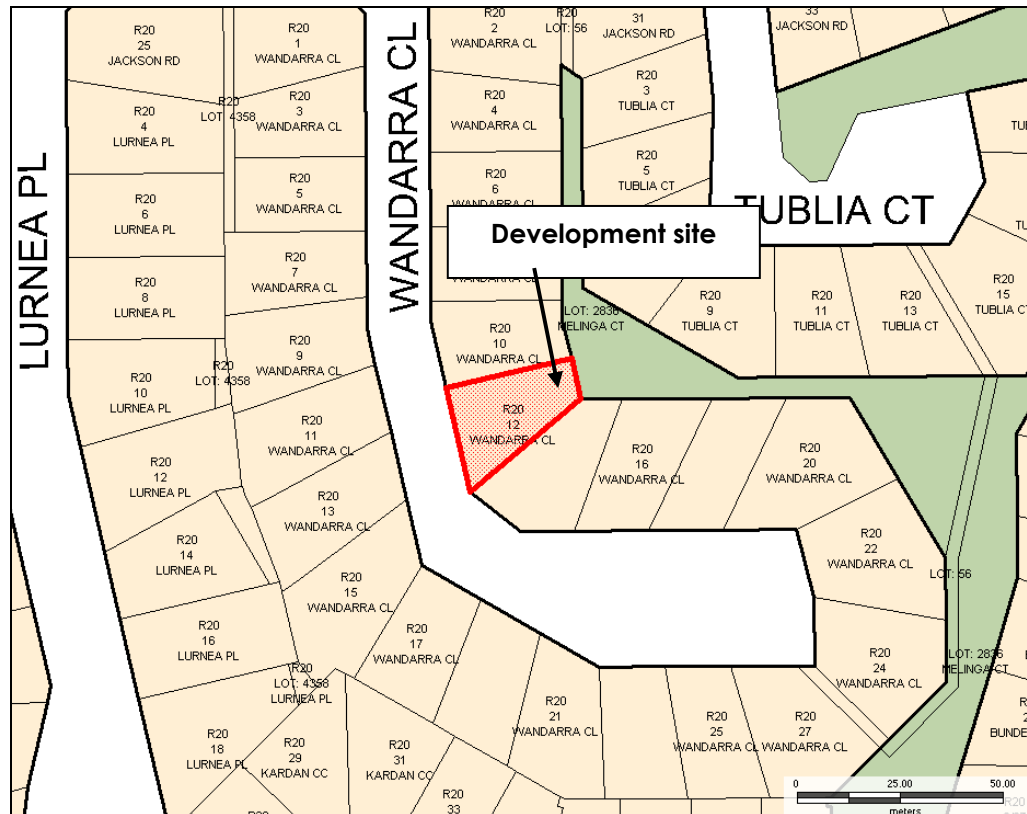 R20
25
JACKSON RD
R20
1
WANDARRA CL
R20
2
WANDARRA CL
R20
LOT: 56
31
JACKSON RD
33
JACKSON RD
R20
4
LURNEA PL
R20
LOT: 4358
R20
3
WANDARRA CL
R20
4
WANDARRA CL
R20
3
TUBLIA CT
R20
5
WANDARRA CL
R20
6
WANDARRA CL
R20
5
TUBLIA CT
LURNEA PL
WANDARRA CL
TUBLIA CT
Development site
R20
6
LURNEA PL
R20
7
WANDARRA CL
WANDARRA CL
R20
8
LURNEA PL
R20
9
WANDARRA CL
R20
10
WANDARRA CL
LOT: 2836
MELINGA CT
R20
9
TUBLIA CT
R20
11
TUBLIA CT
R20
13
TUBLIA CT
R20
15
TUBLIA CT
R20
10
LURNEA PL
R20
LOT: 4358
R20
11
WANDARRA CL
R20
12
WANDARRA CL
R20
16
WANDARRA CL
R20
20
WANDARRA CL
R20
12
LURNEA PL
R20
13
WANDARRA CL
R20
14
LURNEA PL
R20
15
WANDARRA CL
R20
22
WANDARRA CL
LOT: 56
R20
16
LURNEA PL
R20
17
WANDARRA CL
R20
24
WANDARRA CL
LOT: 2836
MELINGA CT
R20
LOT: 4358
LURNEA PL
R20
18
LURNEA PL
R20
29
KARDAN CC
R20
31
KARDAN CC
R20
33
R20
21
WANDARRA CL
R20
25
WANDARRA CL
R20
27
WANDARRA CL
0 25.00 50.00
meters